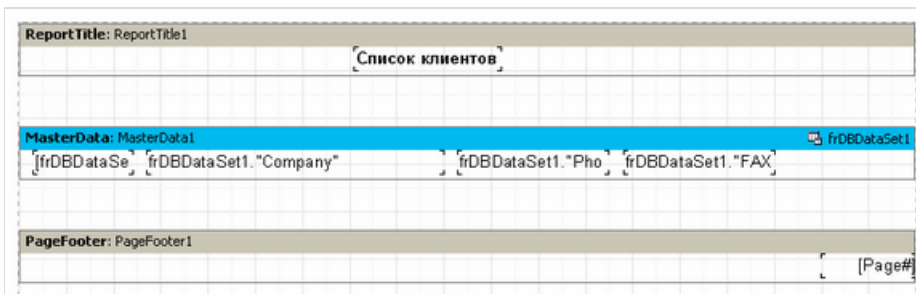 ReportTitle: ReportTitle1
Список клиентов
MasterData: MasterData1 frDBDataSet1
[frDBDataSe frDBDataSet1."Company" frDBDataSet1."Pho frDBDataSet1."FAX
PageFooter: PageFooter1
[Page#]